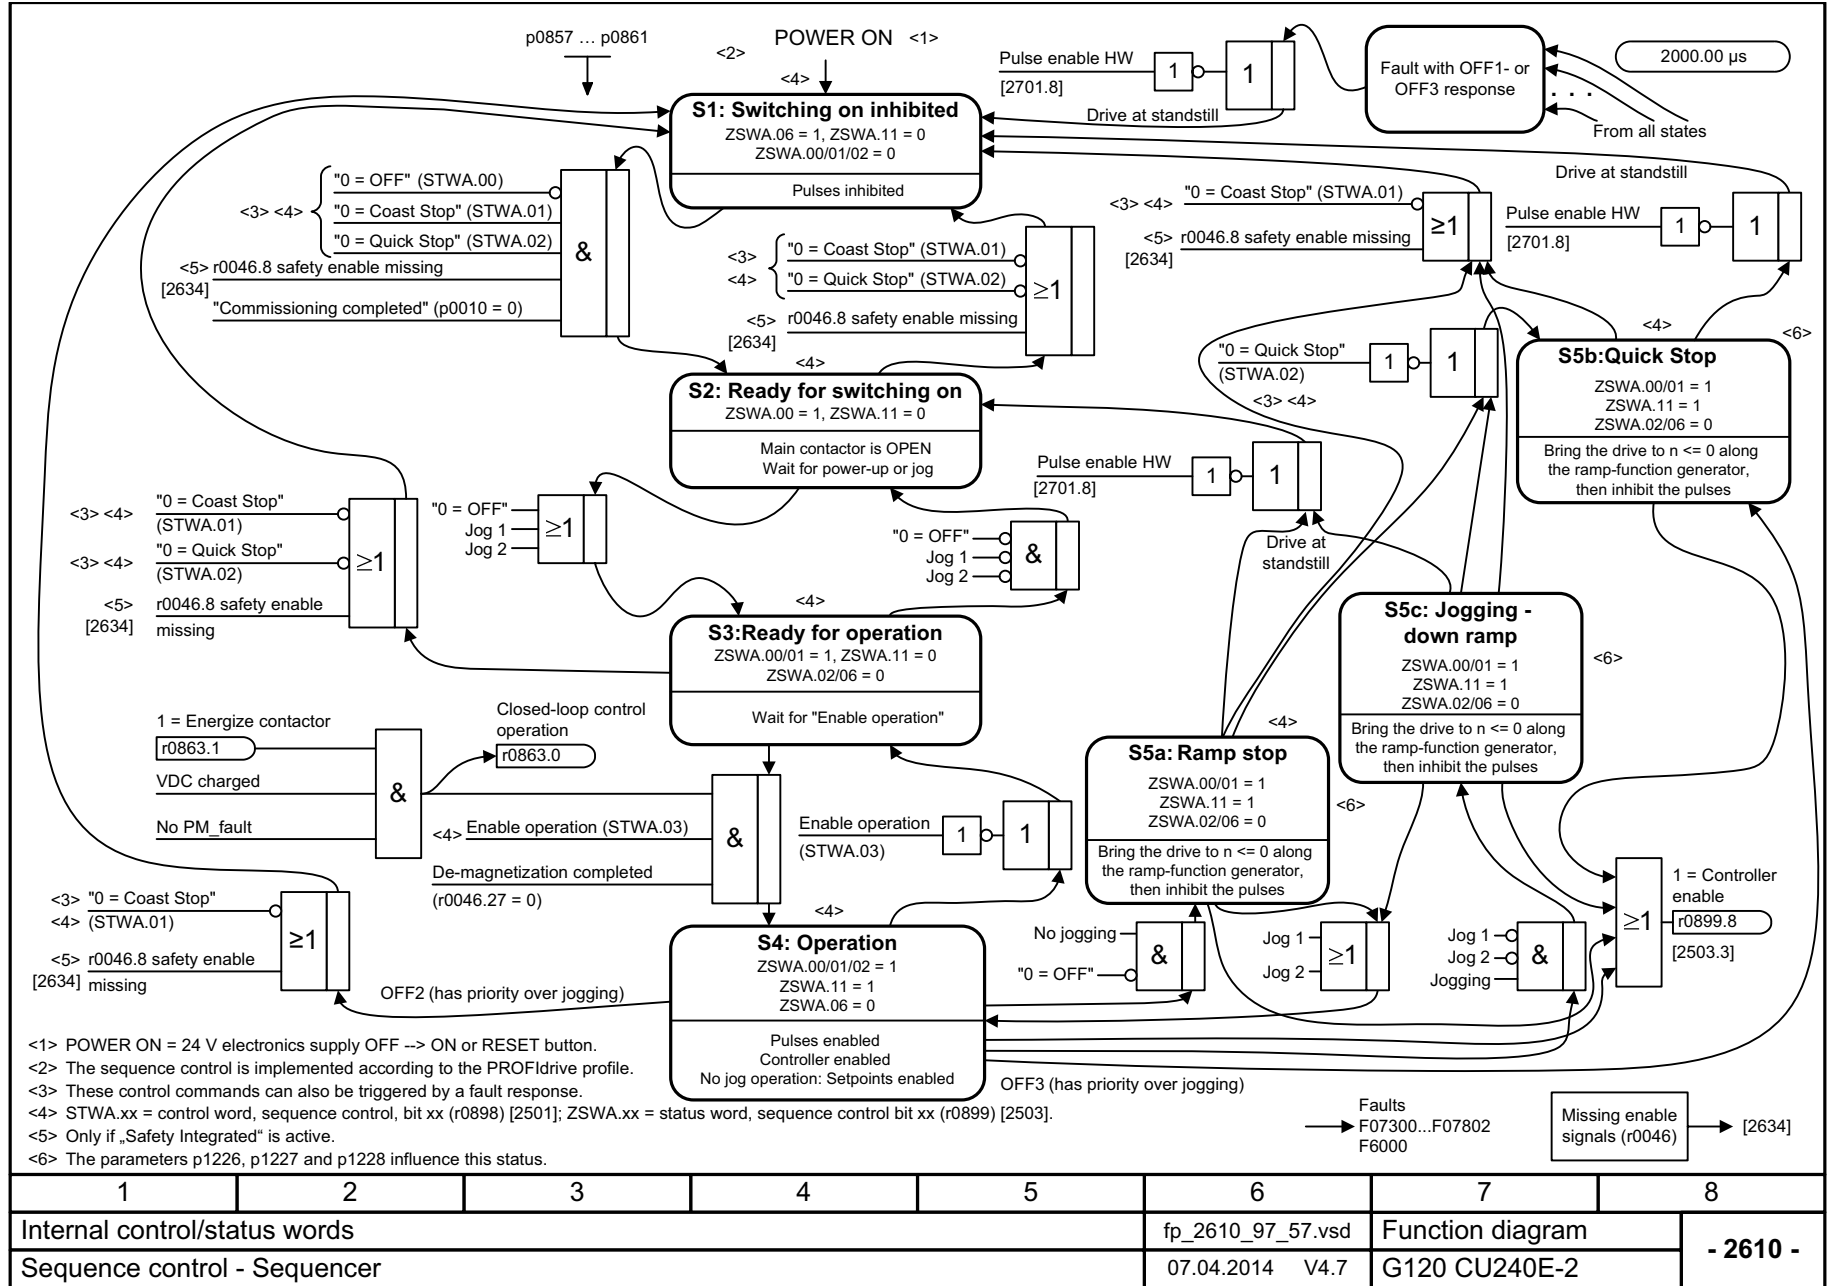 p0857 … p0861
<2>
POWER ON <1>
<4>
S1: Switching on inhibited
ZSWA.06 = 1, ZSWA.11 = 0
ZSWA.00/01/02 = 0
Pulses inhibited
Pulse enable HW
[2701.8]
1
1
Drive at standstill
Fault with OFF1- or
OFF3 response
. . .
From all states
2000.00 µs
<3> <4>
"0 = OFF" (STWA.00)
"0 = Coast Stop" (STWA.01)
"0 = Quick Stop" (STWA.02)
<5> r0046.8 safety enable missing
[2634]
"Commissioning completed" (p0010 = 0)
&
<3>
<4>
"0 = Coast Stop" (STWA.01)
"0 = Quick Stop" (STWA.02)
<5> r0046.8 safety enable missing
[2634]
≥1
<3> <4>
"0 = Coast Stop" (STWA.01)
<5> r0046.8 safety enable missing
[2634]
≥1
Drive at standstill
Pulse enable HW
[2701.8]
1
1
<4>
S2: Ready for switching on
ZSWA.00 = 1, ZSWA.11 = 0
Main contactor is OPEN
Wait for power-up or jog
"0 = Quick Stop"
(STWA.02)
<3> <4>
1
1
<4>
<6>
S5b:Quick Stop
ZSWA.00/01 = 1
ZSWA.11 = 1
ZSWA.02/06 = 0
Bring the drive to n <= 0 along
the ramp-function generator,
then inhibit the pulses
Pulse enable HW
[2701.8]
1
1
Drive at
standstill
<3> <4>
"0 = Coast Stop"
(STWA.01)
<3> <4>
"0 = Quick Stop"
(STWA.02)
<5>
[2634]
r0046.8 safety enable
missing
≥1
"0 = OFF"
Jog 1
Jog 2
≥1
"0 = OFF"
Jog 1
Jog 2
&
<4>
S3:Ready for operation
ZSWA.00/01 = 1, ZSWA.11 = 0
ZSWA.02/06 = 0
Wait for "Enable operation"
S5c: Jogging -
down ramp
ZSWA.00/01 = 1
ZSWA.11 = 1
ZSWA.02/06 = 0
Bring the drive to n <= 0 along
the ramp-function generator,
then inhibit the pulses
<6>
1 = Energize contactor
r0863.1
VDC charged
No PM_fault
&
Closed-loop control
operation
r0863.0
<4> Enable operation (STWA.03)
De-magnetization completed
(r0046.27 = 0)
&
Enable operation
(STWA.03)
1
1
<4>
S5a: Ramp stop
ZSWA.00/01 = 1
ZSWA.11 = 1
ZSWA.02/06 = 0
Bring the drive to n <= 0 along
the ramp-function generator,
then inhibit the pulses
<6>
<3>
<4>
"0 = Coast Stop"
(STWA.01)
<5>
[2634]
r0046.8 safety enable
missing
≥1
OFF2 (has priority over jogging)
<4>
S4: Operation
ZSWA.00/01/02 = 1
ZSWA.11 = 1
ZSWA.06 = 0
Pulses enabled
Controller enabled
No jog operation: Setpoints enabled
No jogging
"0 = OFF"
&
Jog 1
Jog 2
≥1
Jog 1
Jog 2
Jogging
&
≥1
1 = Controller
enable
r0899.8
[2503.3]
OFF3 (has priority over jogging)
<1> POWER ON = 24 V electronics supply OFF --> ON or RESET button.
<2> The sequence control is implemented according to the PROFIdrive profile.
<3> These control commands can also be triggered by a fault response.
<4> STWA.xx = control word, sequence control, bit xx (r0898) [2501]; ZSWA.xx = status word, sequence control bit xx (r0899) [2503].
<5> Only if „Safety Integrated“ is active.
<6> The parameters p1226, p1227 and p1228 influence this status.
Faults
F07300...F07802
F6000
Missing enable
signals (r0046)
[2634]
1 2 3 4 5 6 7 8
Internal control/status words
fp_2610_97_57.vsd
Function diagram
- 2610 -
Sequence control - Sequencer
07.04.2014 V4.7
G120 CU240E-2